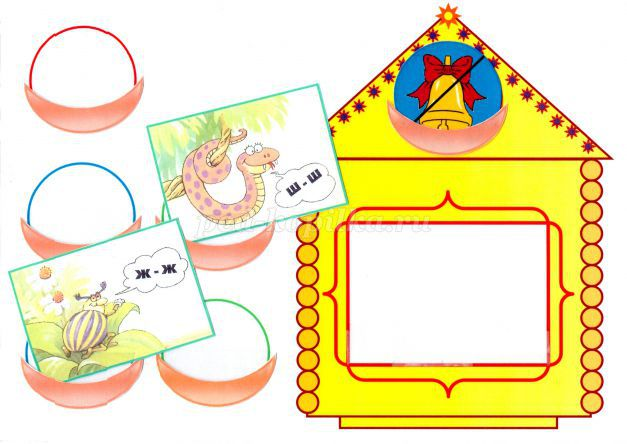 ш - ш
ж - ж